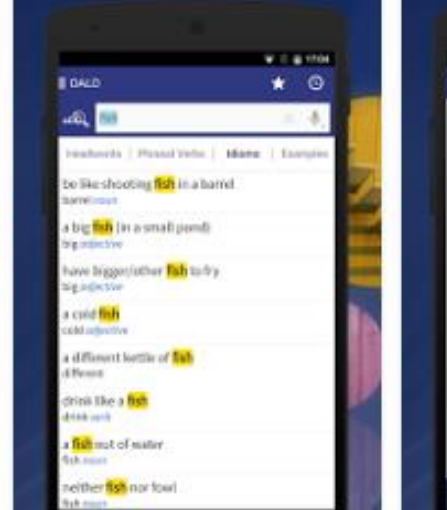 17:04
OALD
fish
Headwords | Phrasal Verbs | Idioms | Examples
be like shooting fish in a barrel
barrel noun
a big fish (in a small pond)
big adjective
have bigger/other fish to fry
big adjective
a cold fish
cold adjective
a different kettle of fish
different
drink like a fish
drink verb
a fish out of water
fish noun
neither fish nor fowl
fish noun